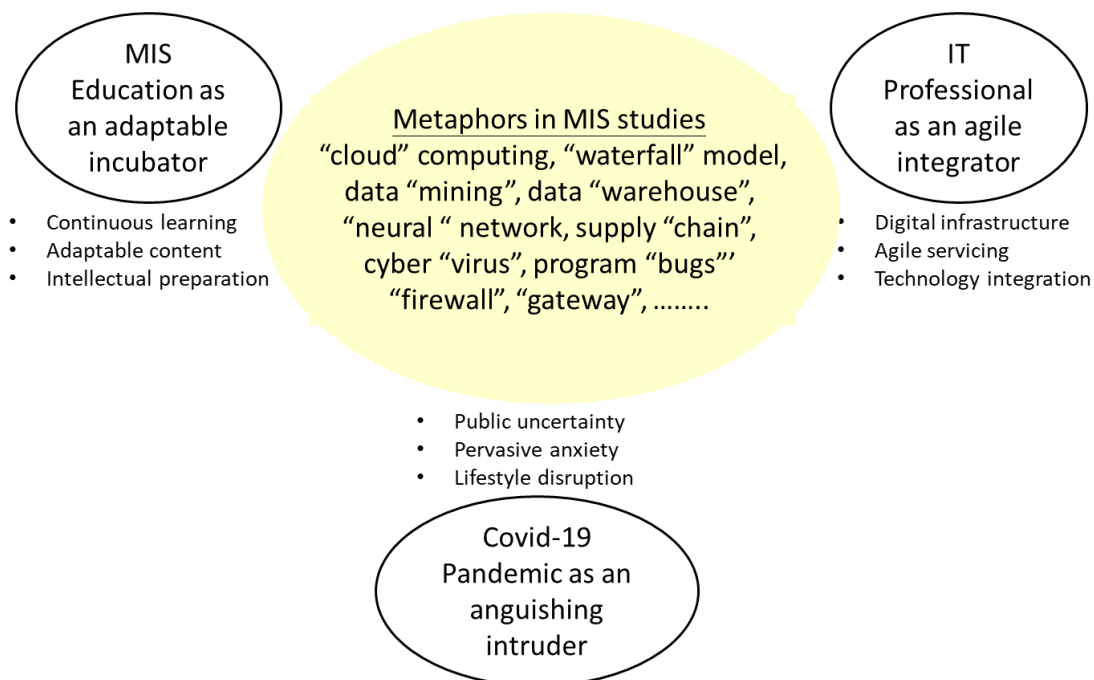 MIS
Education as
an adaptable
incubator
• Continuous learning
• Adaptable content
• Intellectual preparation
Metaphors in MIS studies
“cloud” computing, “waterfall” model,
data “mining”, data “warehouse”,
“neural “ network, supply “chain”,
cyber “virus”, program “bugs”’
“firewall”, “gateway”, ……..
IT
Professional
as an agile
integrator
• Digital infrastructure
• Agile servicing
• Technology integration
• Public uncertainty
• Pervasive anxiety
• Lifestyle disruption
Covid-19
Pandemic as an
anguishing
intruder